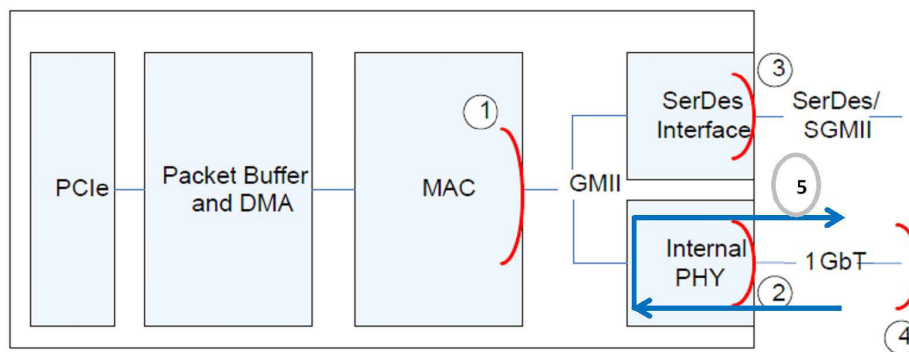 PCIe
Packet Buffer
and DMA
1
MAC
GMII
3
SerDes
Interface
SerDes/
SGMII
5
Internal
PHY
2
1GbT
4